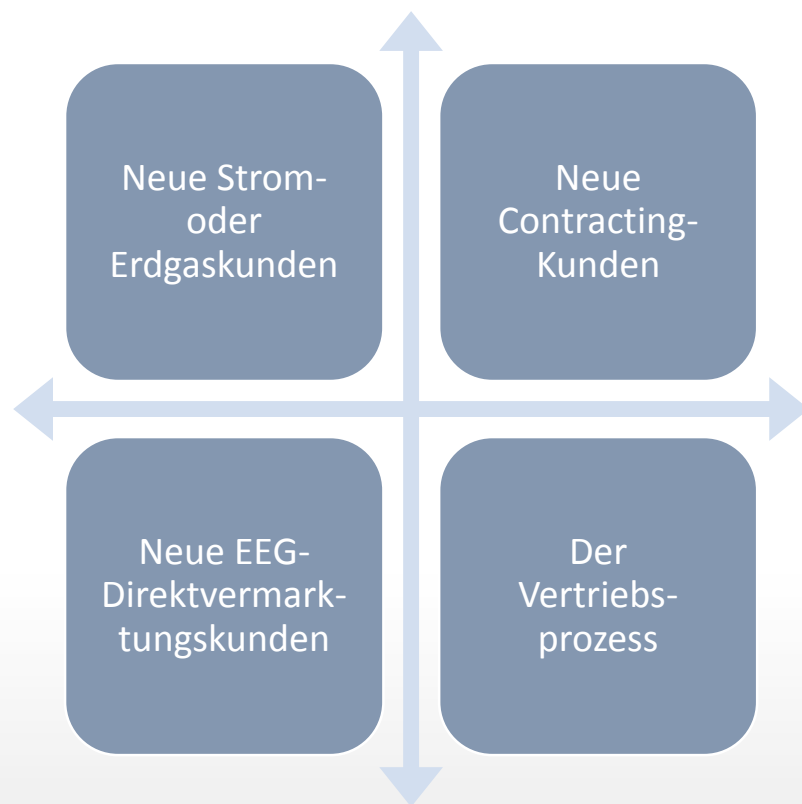 Neue Strom-
oder
Erdgaskunden
Neue
Contracting-
Kunden
Neue EEG-
Direktvermark-
tungskunden
Der
Vertriebs-
prozess